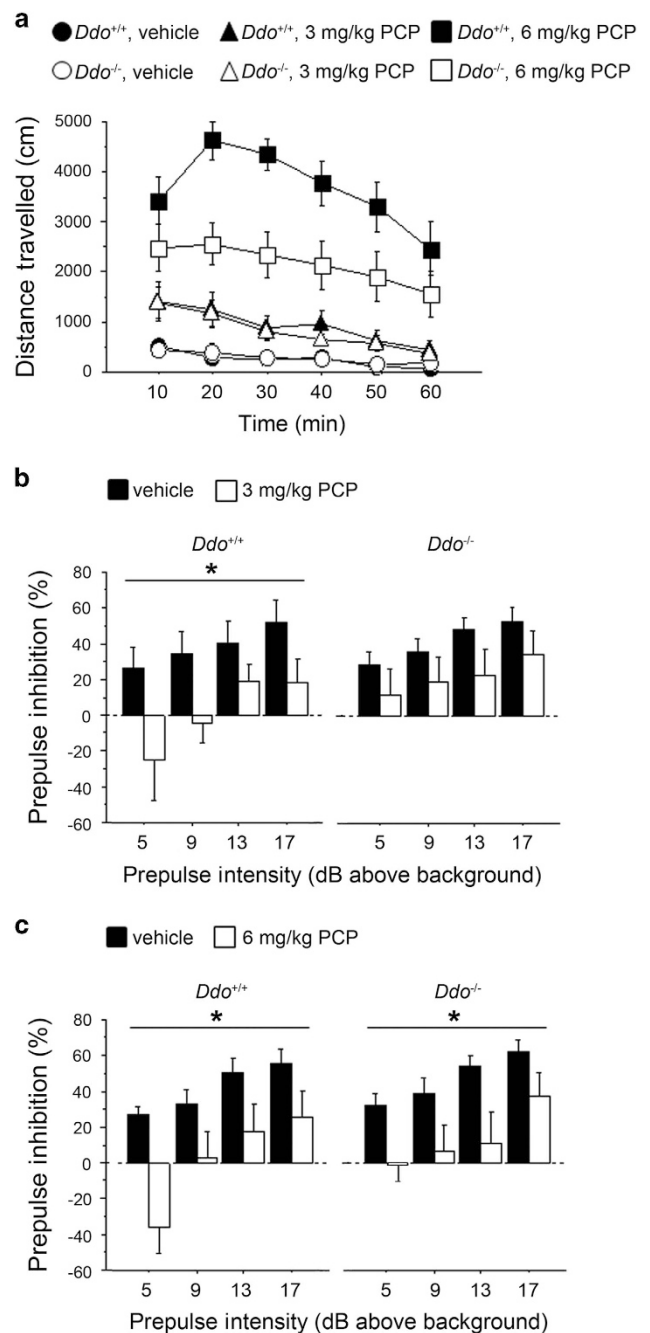 a
Ddo+/+, vehicle Ddo+/+, 3 mg/kg PCP Ddo+/+, 6 mg/kg PCP
Ddo-/-, vehicle Ddo-/-, 3 mg/kg PCP Ddo-/-, 6 mg/kg PCP
Distance travelled (cm)
5000
4000
3000
2000
1000
0
10 20 30 40 50 60
Time (min)
b
vehicle 3 mg/kg PCP
Ddo+/+ Ddo-/-
*
Prepulse inhibition (%)
80
60
40
20
0
-20
-40
-60
5 9 13 17 5 9 13 17
Prepulse intensity (dB above background)
c
vehicle 6 mg/kg PCP
Ddo+/+ Ddo-/-
* *
Prepulse inhibition (%)
80
60
40
20
0
-20
-40
-60
5 9 13 17 5 9 13 17
Prepulse intensity (dB above background)